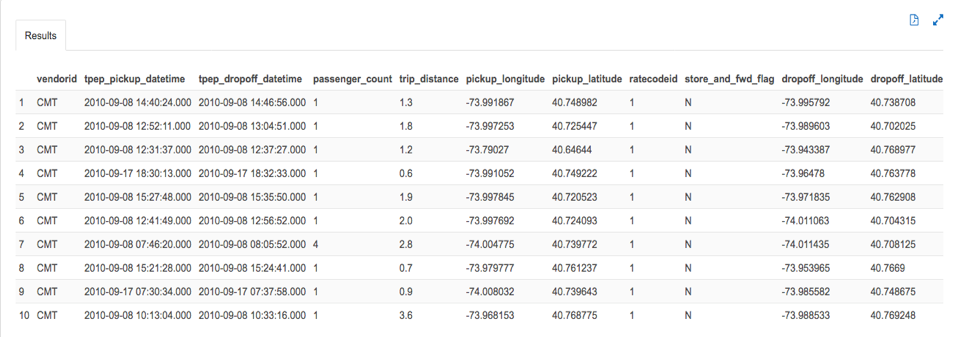 Results
vendorid tpep_pickup_datetime tpep_dropoff_datetime passenger_count trip_distance pickup_longitude pickup_latitude ratecodeid store_and_fwd_flag dropoff_longitude dropoff_latitude
1 CMT 2010-09-08 14:40:24.000 2010-09-08 14:46:56.000 1 1.3 -73.991867 40.748982 1 N -73.995792 40.738708
2 CMT 2010-09-08 12:52:11.000 2010-09-08 13:04:51.000 1 1.8 -73.997253 40.725447 1 N -73.989603 40.702025
3 CMT 2010-09-08 12:31:37.000 2010-09-08 12:37:27.000 1 1.2 -73.79027 40.64644 1 N -73.943387 40.768977
4 CMT 2010-09-17 18:30:13.000 2010-09-17 18:32:33.000 1 0.6 -73.991052 40.749222 1 N -73.96478 40.763778
5 CMT 2010-09-08 15:27:48.000 2010-09-08 15:35:50.000 1 1.9 -73.997845 40.720523 1 N -73.971835 40.762908
6 CMT 2010-09-08 12:41:49.000 2010-09-08 12:56:52.000 1 2.0 -73.997692 40.724093 1 N -74.011063 40.704315
7 CMT 2010-09-08 07:46:20.000 2010-09-08 08:05:52.000 4 2.8 -74.004775 40.739772 1 N -74.011435 40.708125
8 CMT 2010-09-08 15:21:28.000 2010-09-08 15:24:41.000 1 0.7 -73.979777 40.761237 1 N -73.953965 40.7669
9 CMT 2010-09-17 07:30:34.000 2010-09-17 07:37:58.000 1 0.9 -74.008032 40.739643 1 N -73.985582 40.748675
10 CMT 2010-09-08 10:13:04.000 2010-09-08 10:33:16.000 1 3.6 -73.968153 40.768775 1 N -73.988533 40.769248